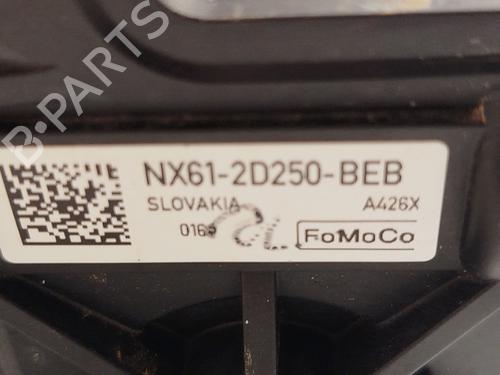 B-PARTS
NX61-2D250-BEB
SLOVAKIA
A426X
FoMoCo